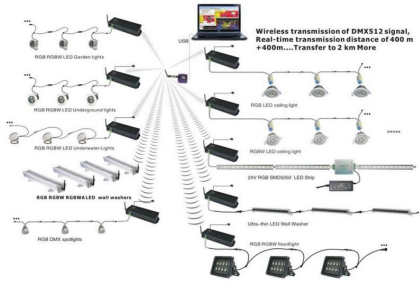 Wireless transmission of DMX512 signal,
Real-time transmission distance of 400 m
+400m....Transfer to 2 km More
USB
RGB RGBW LED Garden lights
RGB RGBW LED Underground lights
RGB RGBW LED Underwater Lights
RGB RGBW RGBWA LED wall washers
RGB DMX spotlights
RGB LED ceiling light
RGBW LED ceiling light
24V RGB SMD5050 LED Strip
Ultra-thin LED Wall Washer
RGB RGBW floodlight